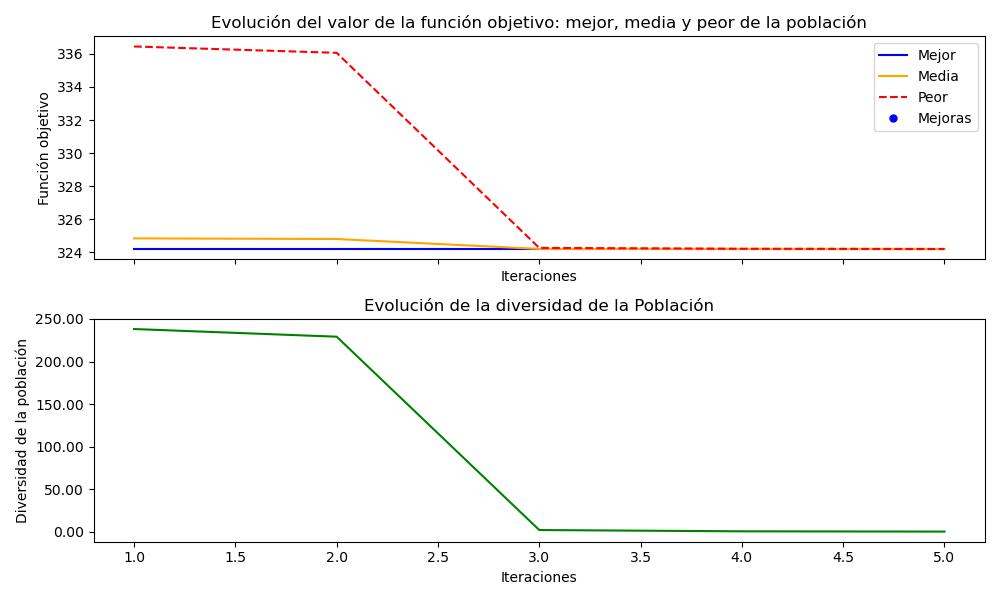 Evolución del valor de la función objetivo: mejor, media y peor de la población
Función objetivo
336
334
332
330
328
326
324
Mejor
Media
Peor
Mejoras
Iteraciones
Evolución de la diversidad de la Población
Diversidad de la población
250.00
200.00
150.00
100.00
50.00
0.00
1.0 1.5 2.0 2.5 3.0 3.5 4.0 4.5 5.0
Iteraciones